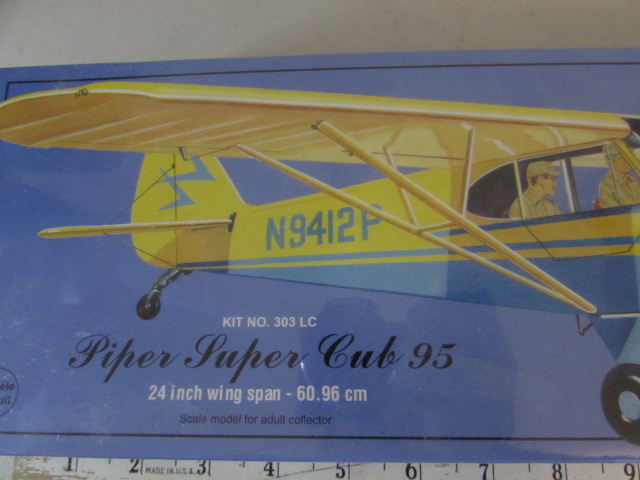 N9412P
KIT NO. 303 LC
Piper Super Cub 95
24 inch wing span - 60.96 cm
Scale model for adult collector
1 2 MADE IN U.S.A. 3 4 5 6 7 8 9